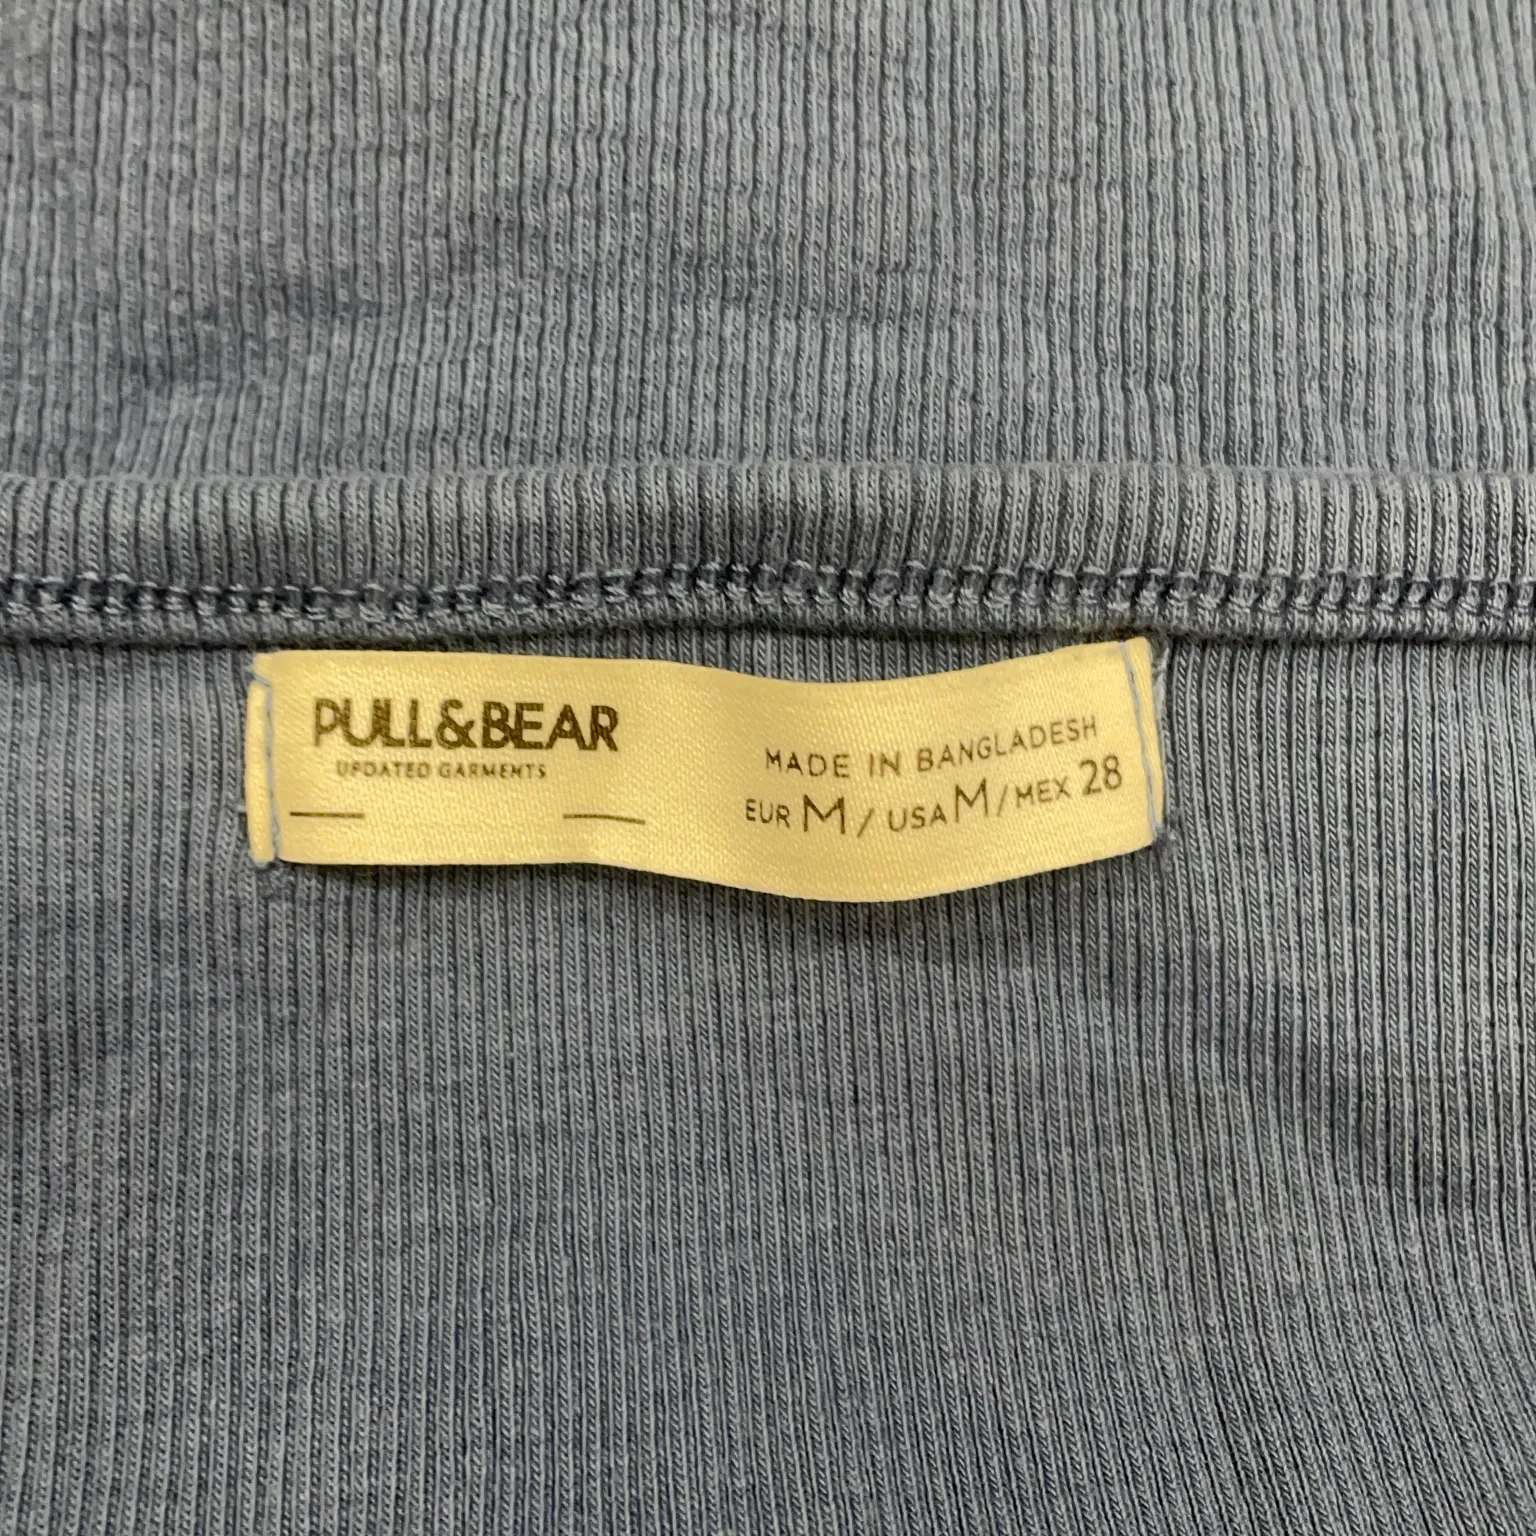 PULL&BEAR
UPDATED GARMENTS
MADE IN BANGLADESH
EUR M / USA M / MEX 28